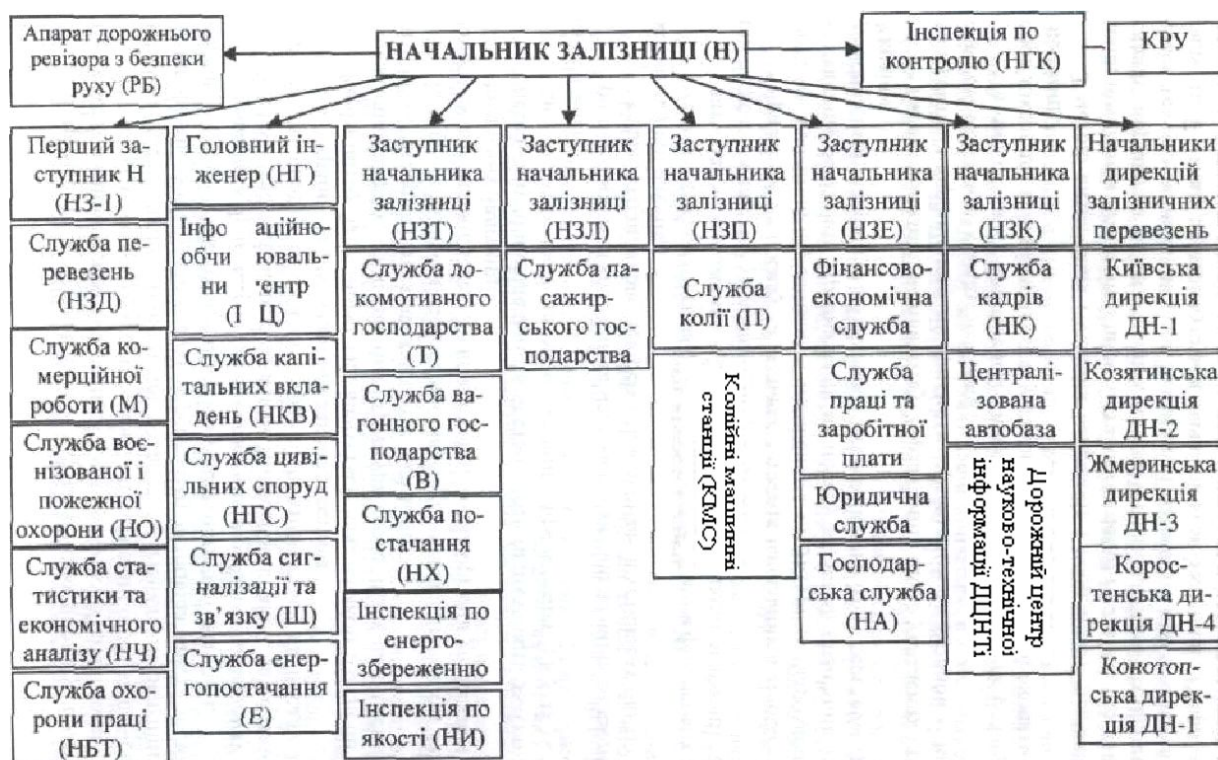 Апарат дорожнього
ревізора з безпеки
руху (РБ)
НАЧАЛЬНИК ЗАЛІЗНИЦІ (Н)
Інспекція по
контролю (НГК)
КРУ
Перший за-
ступник Н
(НЗ-1)
Служба пе-
ревезень
(НЗД)
Служба ко-
мерційної
роботи (М)
Служба воє-
нізованої і
пожежної
охорони (НО)
Служба ста-
тистики та
економічного
аналізу (НЧ)
Служба охо-
рони праці
(НБТ)
Головний ін-
женер (НГ)
Служба капі-
тальних вкла-
день (НКВ)
Служба циві-
льних споруд
(НГС)
Служба сиг-
налізації та
зв'язку (Ш)
Служба енер-
гопостачання
(Е)
Заступник
начальника
залізниці
(НЗТ)
Служба ло-
комотивного
господарства
(Т)
Служба ва-
гонного гос-
подарства
(В)
Служба по-
стачання
(НХ)
Інспекція по
енерго-
збереженню
Інспекція по
якості (НИ)
Заступник
начальника
залізниці
(НЗЛ)
Служба па-
сажир-
ського гос-
подарства
Заступник
начальника
залізниці
(НЗП)
Служба
колії (П)
Колійні машинні
станції (КМС)
Заступник
начальника
залізниці
(НЗЕ)
Фінансово-
економічна
служба
Служба
праці та
заробітної
плати
Юридична
служба
Господар-
ська служба
(НА)
Заступник
начальника
залізниці
(НЗК)
Служба
кадрів
(НК)
Централі-
зована
автобаза
Дорожний центр
науково-технічної
інформації ДЦНТІ
Начальники
дирекцій
залізничних
перевезень
Київська
дирекція
ДН-1
Козятинська
дирекція
ДН-2
Жмеринська
дирекція
ДН-3
Корос-
тенська ди-
рекція ДН-4
Конотоп-
ська дирек-
ція ДН-1